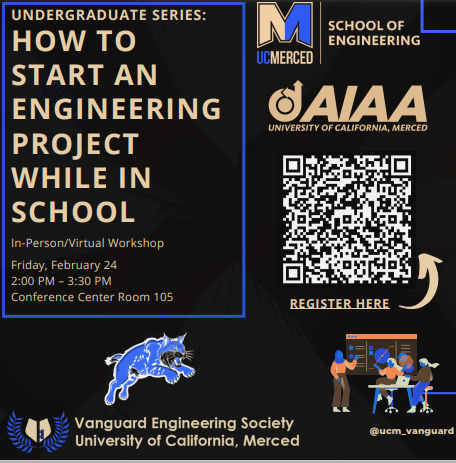 UNDERGRADUATE SERIES:
HOW TO
START AN
ENGINEERING
PROJECT
WHILE IN
SCHOOL
In-Person/Virtual Workshop
Friday, February 24
2:00 PM – 3:30 PM
Conference Center Room 105
UCMERCED
SCHOOL OF
ENGINEERING
AIAA
UNIVERSITY OF CALIFORNIA, MERCED
REGISTER HERE
Vanguard Engineering Society
University of California, Merced
@ucm_vanguard